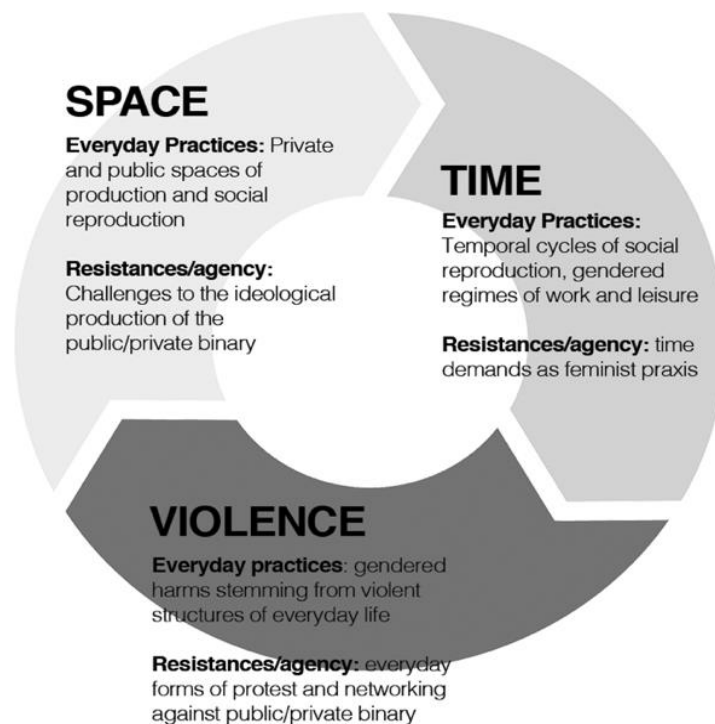 SPACE
Everyday Practices: Private
and public spaces of
production and social
reproduction
Resistances/agency:
Challenges to the ideological
production of the
public/private binary
TIME
Everyday Practices:
Temporal cycles of social
reproduction, gendered
regimes of work and leisure
Resistances/agency: time
demands as feminist praxis
VIOLENCE
Everyday practices: gendered
harms stemming from violent
structures of everyday life
Resistances/agency: everyday
forms of protest and networking
against public/private binary